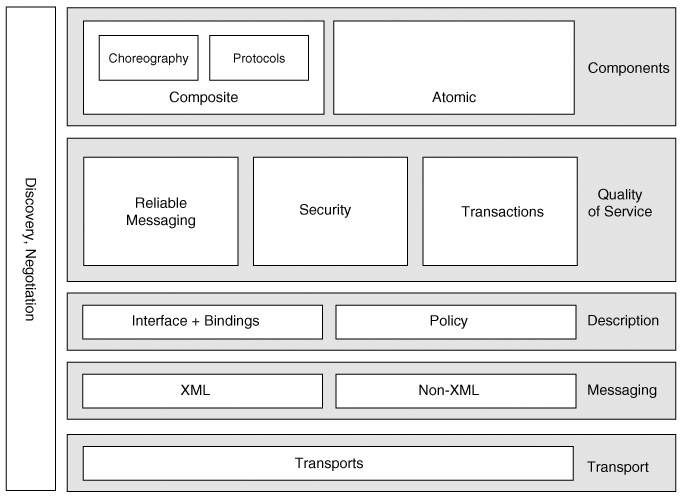 Discovery, Negotiation
Choreography
Protocols
Composite
Atomic
Components
Reliable
Messaging
Security
Transactions
Quality
of Service
Interface + Bindings
Policy
Description
XML
Non-XML
Messaging
Transports
Transport